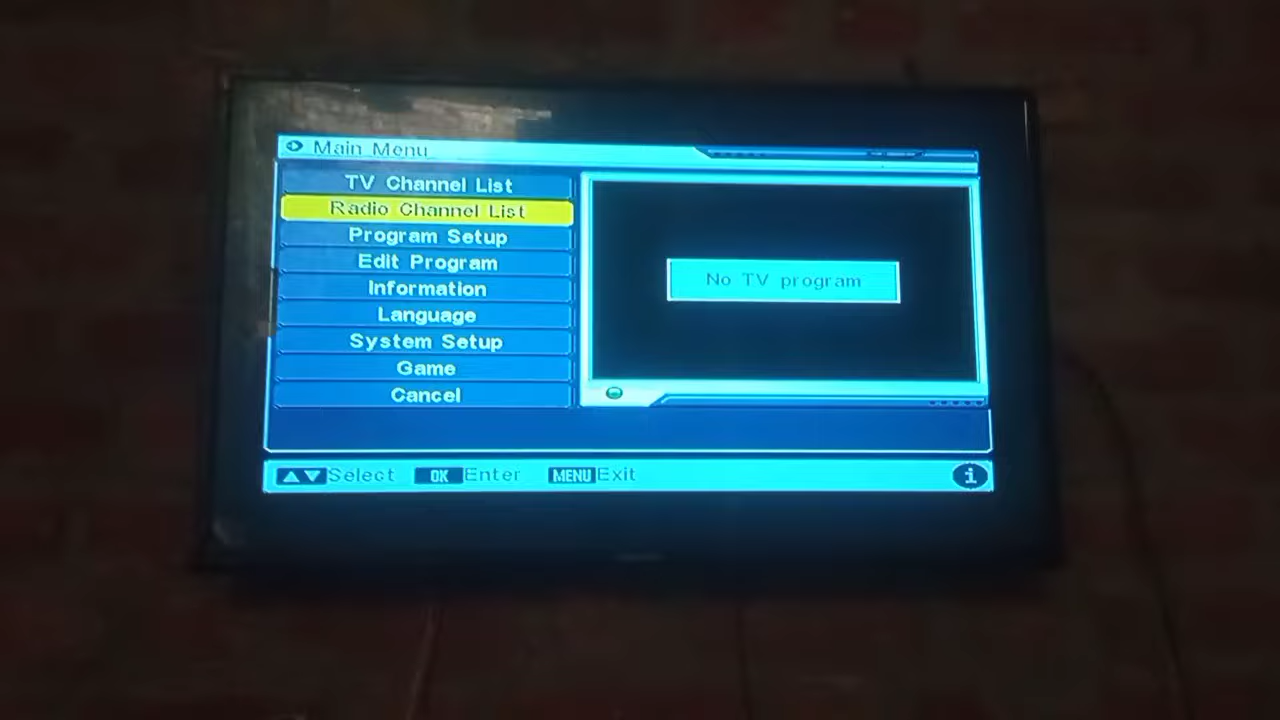 Main Menu
TV Channel List
Radio Channel List
Program Setup
Edit Program
Information
Language
System Setup
Game
Cancel
No TV program
▲▼ Select OK Enter MENU Exit i